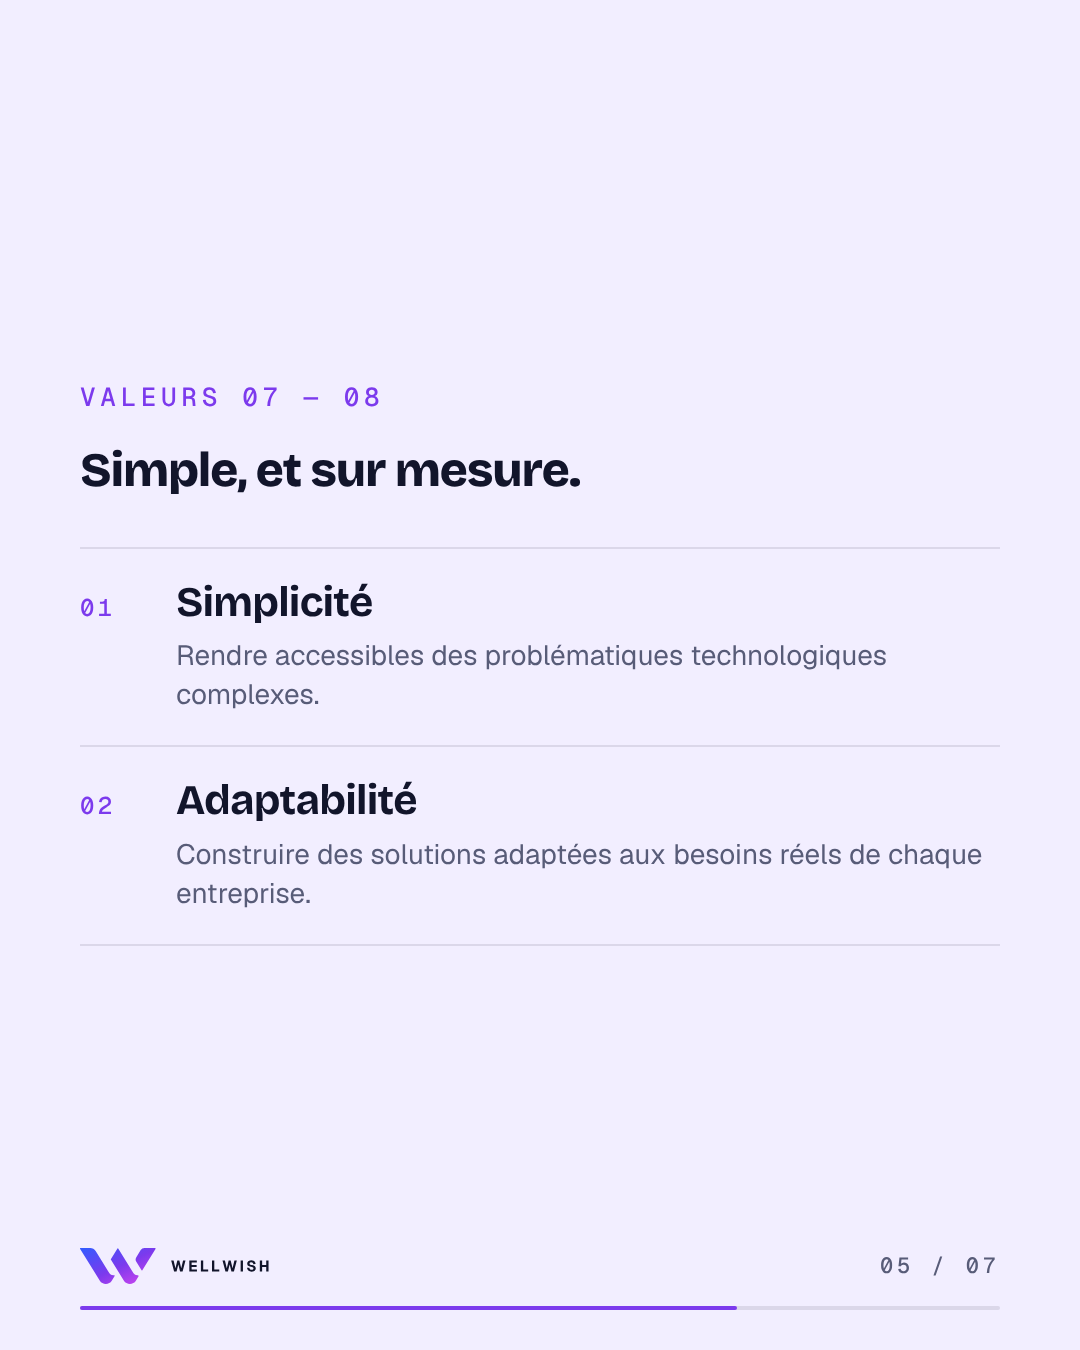 VALEURS 07 — 08
Simple, et sur mesure.
01
Simplicité
Rendre accessibles des problématiques technologiques
complexes.
02
Adaptabilité
Construire des solutions adaptées aux besoins réels de chaque
entreprise.
WELLWISH
05 / 07